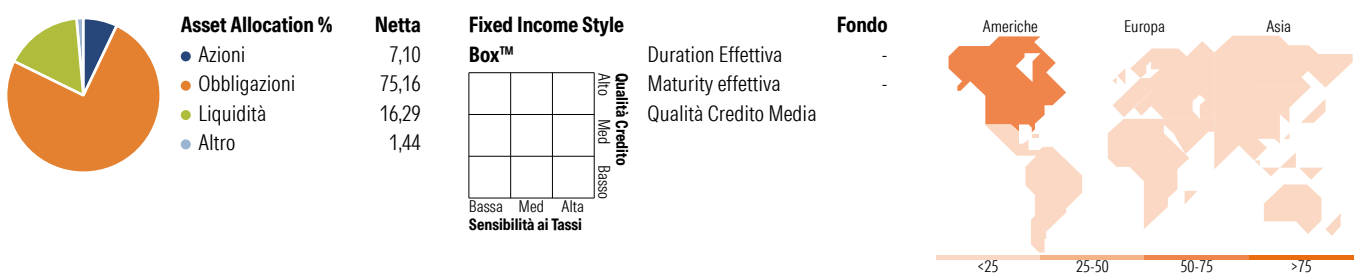 Asset Allocation % Netta
Azioni 7,10
Obbligazioni 75,16
Liquidità 16,29
Altro 1,44
Fixed Income Style
Box™
Alto Med Basso
Qualità Credito
Bassa Med Alta
Sensibilità ai Tassi
Fondo
Duration Effettiva -
Maturity effettiva -
Qualità Credito Media
Americhe Europa Asia
<25 25-50 50-75 >75